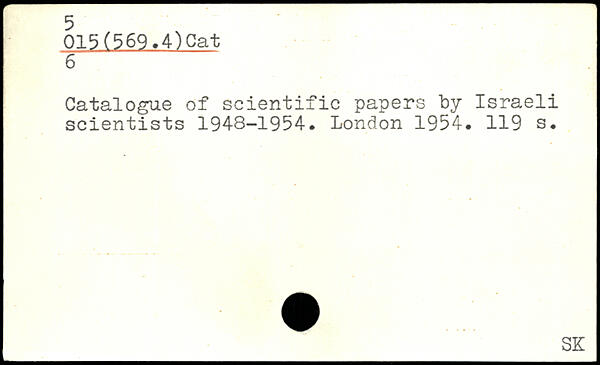 5
015(569.4)Cat
6
Catalogue of scientific papers by Israeli
scientists 1948-1954. London 1954. 119 s.
SK